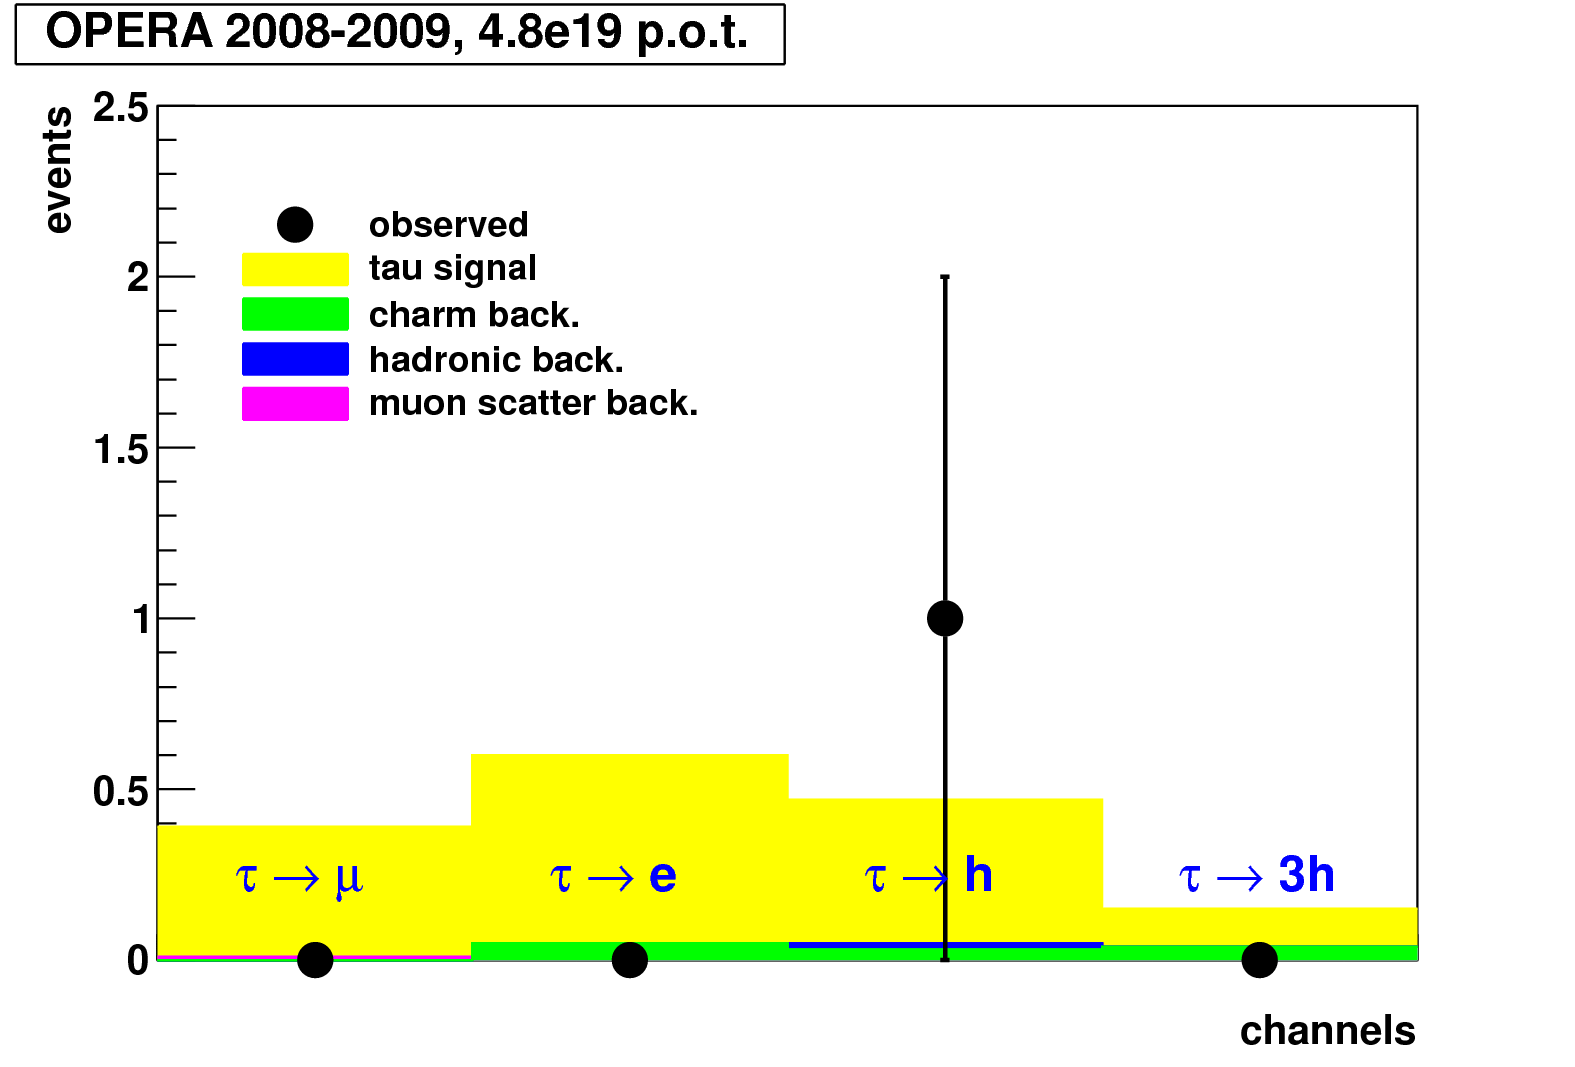 OPERA 2008-2009, 4.8e19 p.o.t.
events
2.5
2
1.5
1
0.5
0
observed
tau signal
charm back.
hadronic back.
muon scatter back.
τ → μ
τ → e
τ → h
τ → 3h
channels